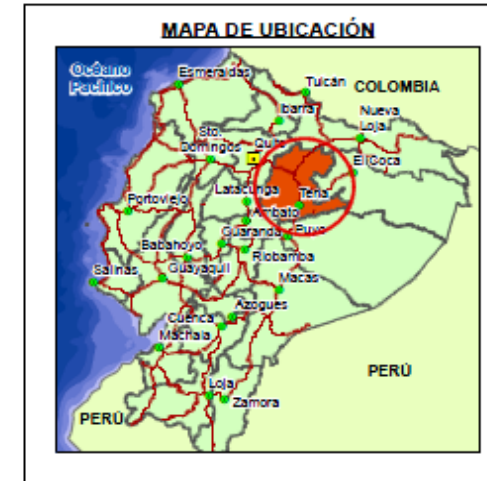 MAPA DE UBICACIÓN
Océano
Pacífico
Esmeraldas
Tulcán
COLOMBIA
Ibarra
Nueva
Loja
Sto.
Domingos
Quito
El Coca
Portoviejo
Latacunga
Tena
Ambato
Guaranda
Puyo
Babahoyo
Riobamba
Salinas
Guayaquil
Macas
Azogues
Cuenca
Machala
PERÚ
Loja
Zamora
PERÚ